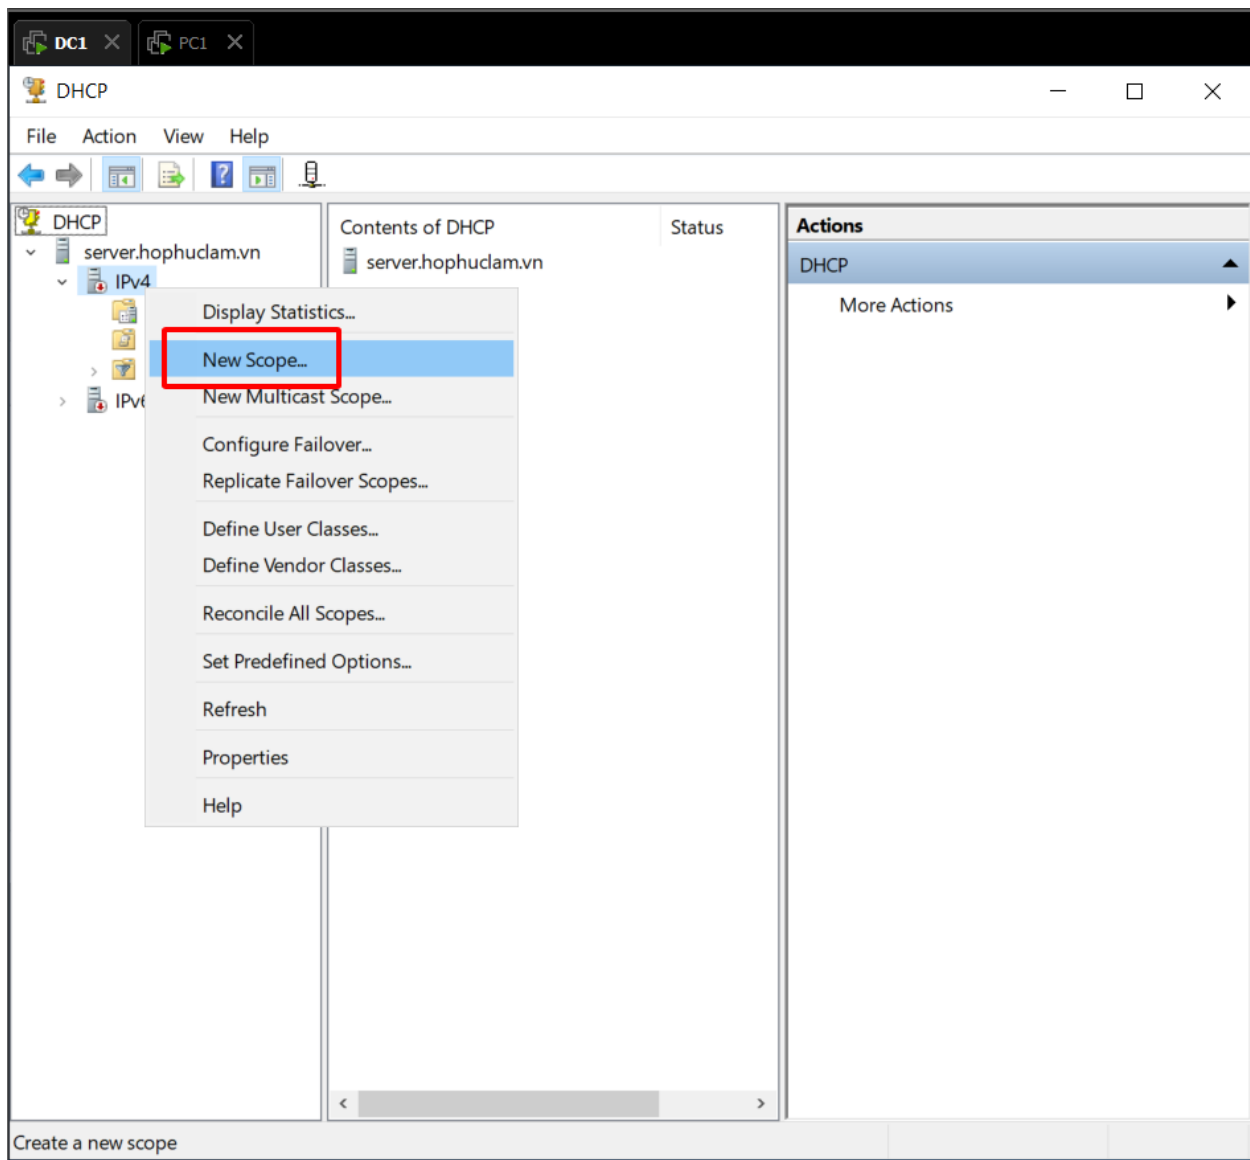 DC1
PC1
DHCP
File Action View Help
DHCP
server.hophuclam.vn
IPv4
IPv6
Contents of DHCP Status
server.hophuclam.vn
Actions
DHCP
More Actions
Display Statistics...
New Scope...
New Multicast Scope...
Configure Failover...
Replicate Failover Scopes...
Define User Classes...
Define Vendor Classes...
Reconcile All Scopes...
Set Predefined Options...
Refresh
Properties
Help
Create a new scope